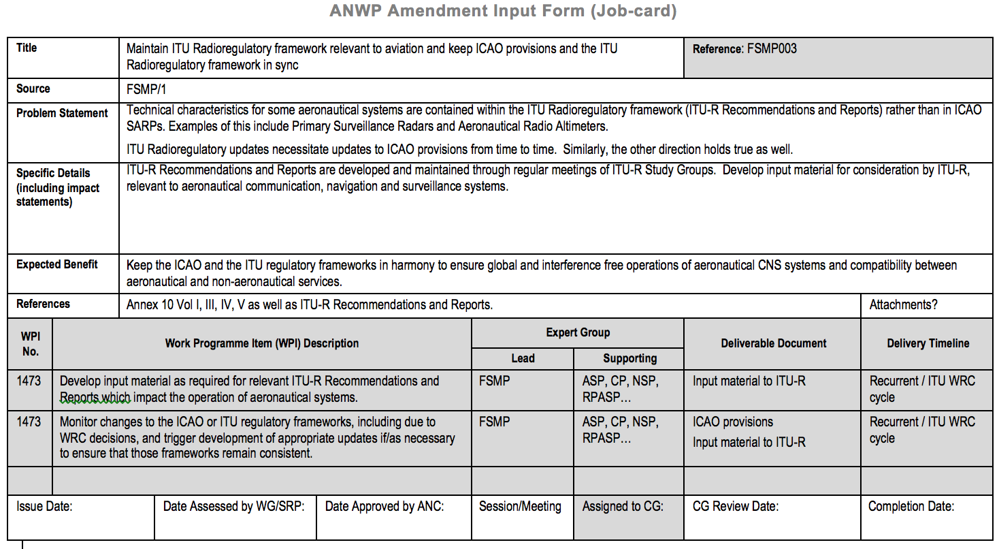 ANWP Amendment Input Form (Job-card)
Title
Maintain ITU Radioregulatory framework relevant to aviation and keep ICAO provisions and the ITU
Radioregulatory framework in sync
Reference: FSMP003
Source
FSMP/1
Problem Statement
Technical characteristics for some aeronautical systems are contained within the ITU Radioregulatory framework (ITU-R Recommendations and Reports) rather than in ICAO
SARPs. Examples of this include Primary Surveillance Radars and Aeronautical Radio Altimeters.
ITU Radioregulatory updates necessitate updates to ICAO provisions from time to time.  Similarly, the other direction holds true as well.
Specific Details
(including impact
statements)
ITU-R Recommendations and Reports are developed and maintained through regular meetings of ITU-R Study Groups.  Develop input material for consideration by ITU-R,
relevant to aeronautical communication, navigation and surveillance systems.
Expected Benefit
Keep the ICAO and the ITU regulatory frameworks in harmony to ensure global and interference free operations of aeronautical CNS systems and compatibility between
aeronautical and non-aeronautical services.
References
Annex 10 Vol I, III, IV, V as well as ITU-R Recommendations and Reports.
Attachments?
WPI
No.
Work Programme Item (WPI) Description
Expert Group
Lead
Supporting
Deliverable Document
Delivery Timeline
1473
Develop input material as required for relevant ITU-R Recommendations and
Reports which impact the operation of aeronautical systems.
FSMP
ASP, CP, NSP,
RPASP…
Input material to ITU-R
Recurrent / ITU WRC
cycle
1473
Monitor changes to the ICAO or ITU regulatory frameworks, including due to
WRC decisions, and trigger development of appropriate updates if/as necessary
to ensure that those frameworks remain consistent.
FSMP
ASP, CP, NSP,
RPASP…
ICAO provisions
Input material to ITU-R
Recurrent / ITU WRC
cycle
Issue Date:
Date Assessed by WG/SRP:
Date Approved by ANC:
Session/Meeting
Assigned to CG:
CG Review Date:
Completion Date: